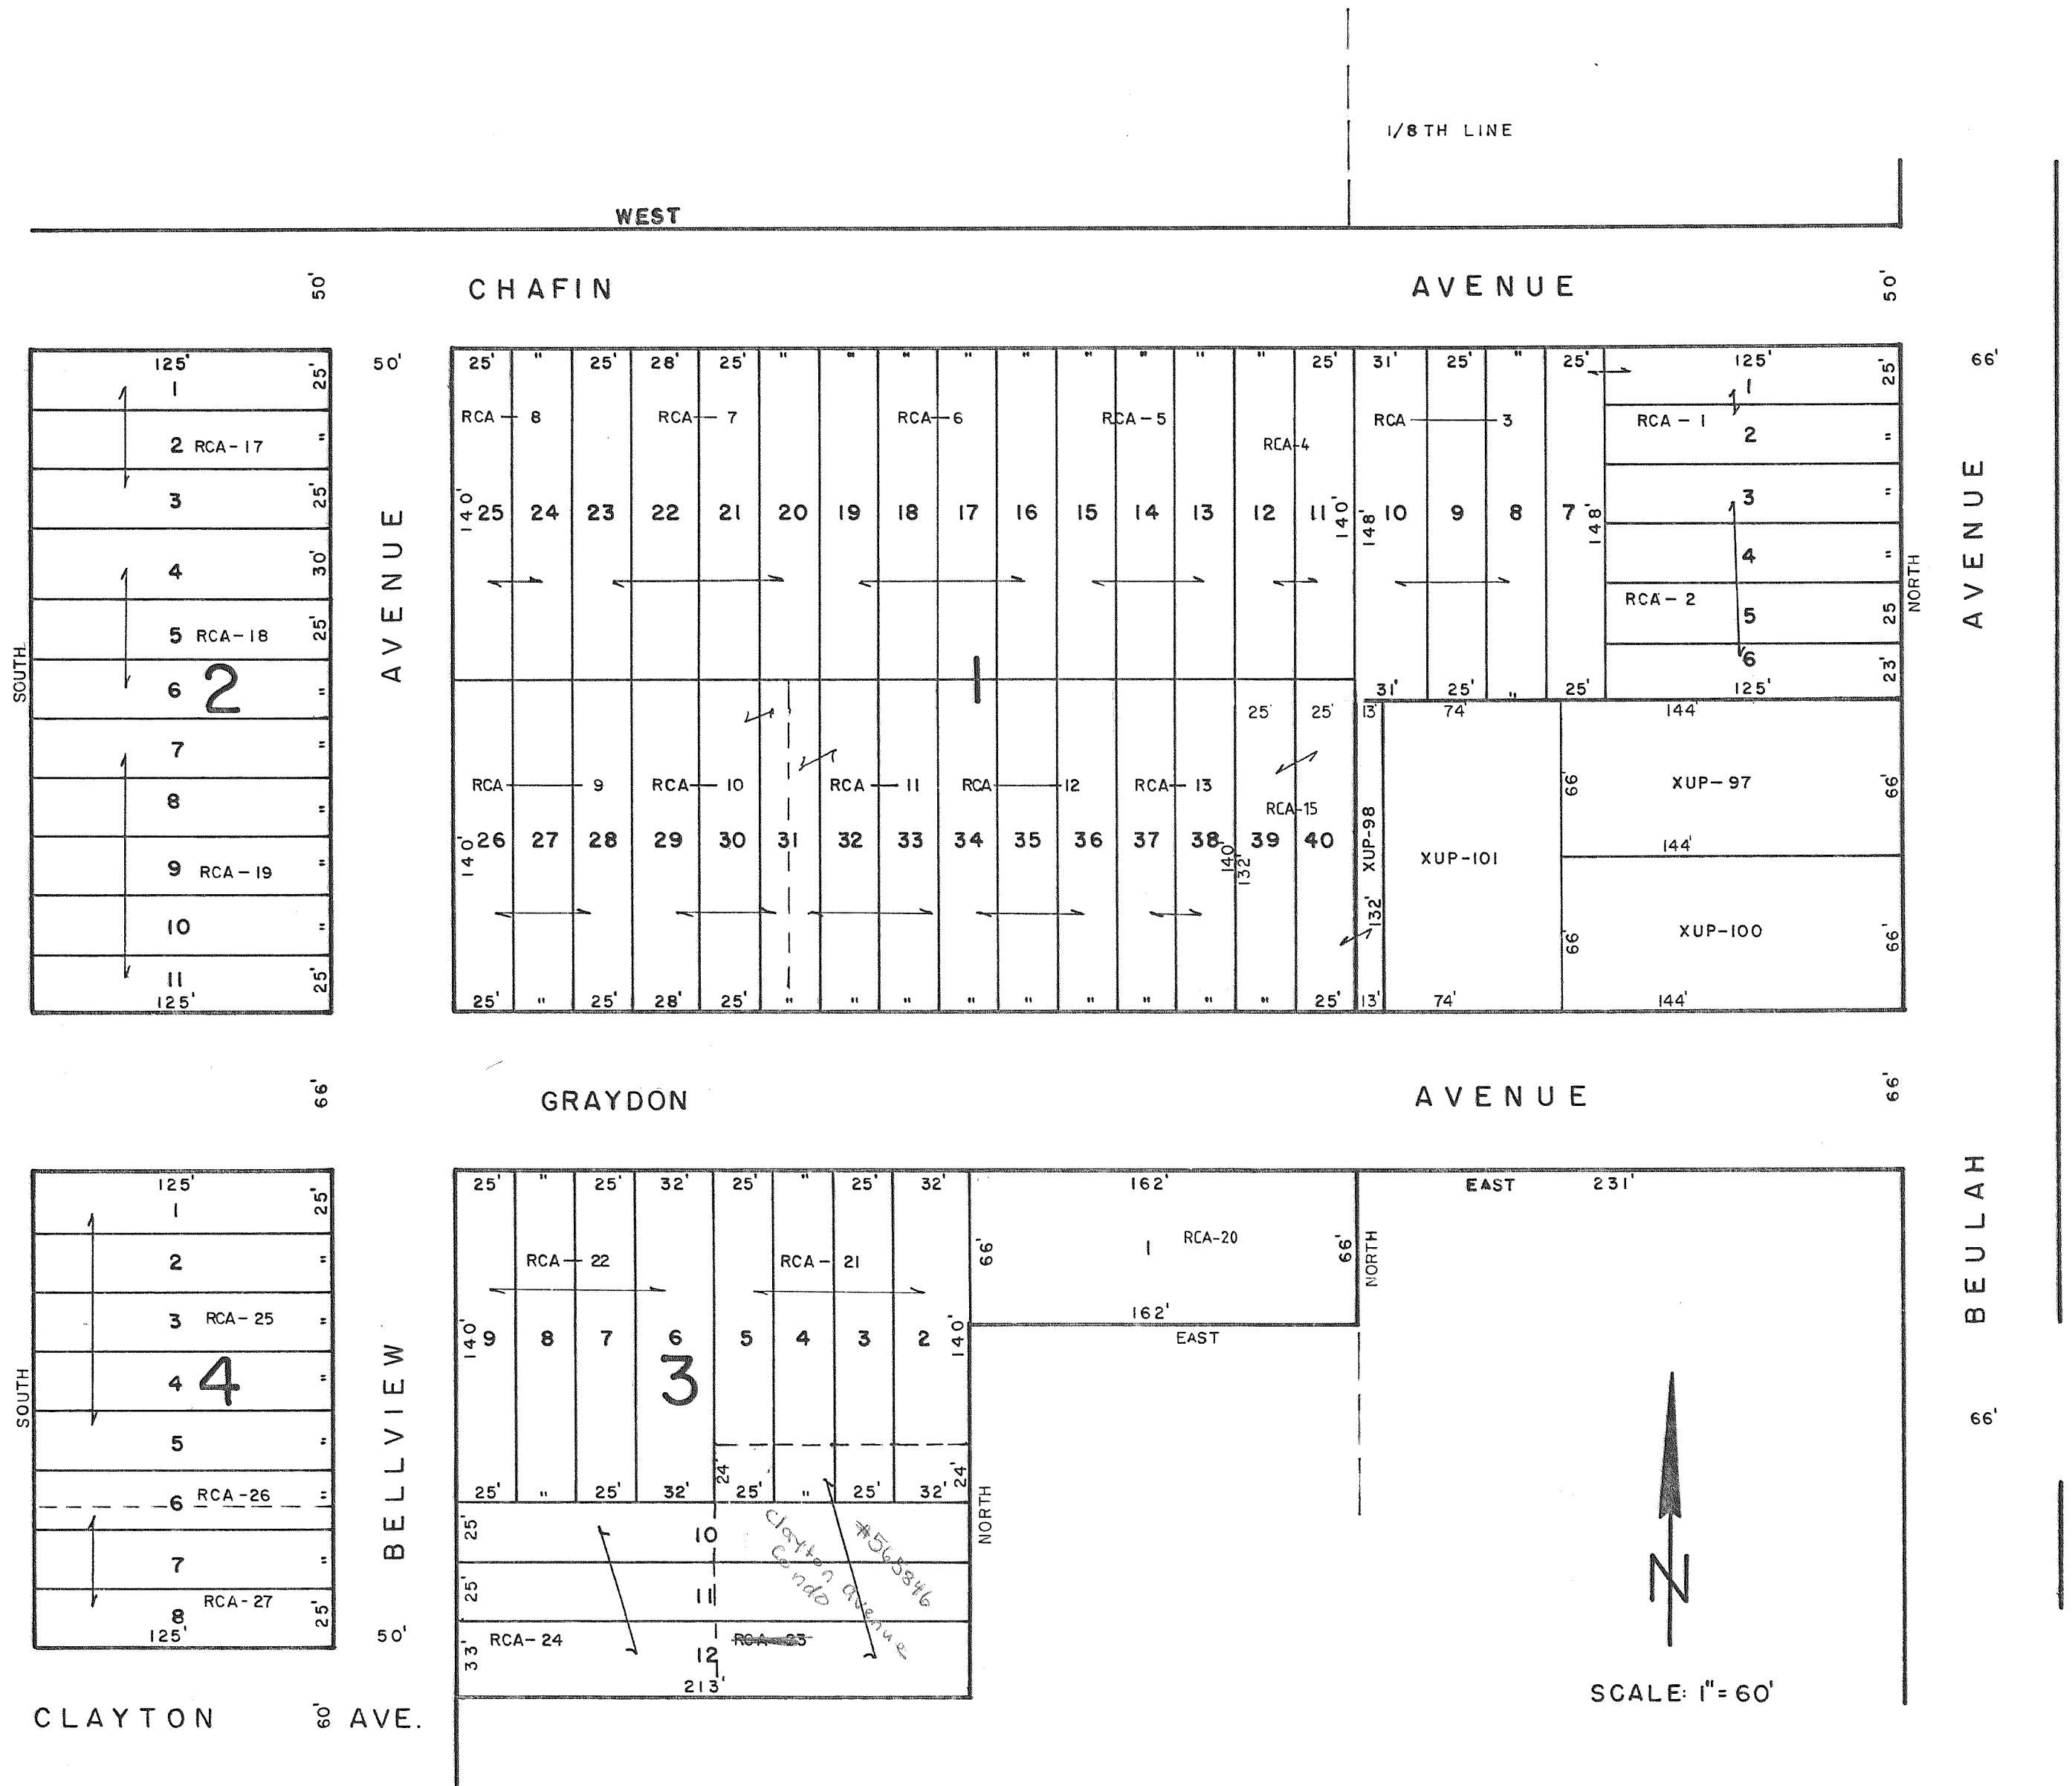 1/8TH LINE
WEST
50' CHAFIN AVENUE 50'
125' 50' 25' " 25' 28' 25' " " " " " " " " " 25' 31' 25' " 25' 125' 66'
1 25' 1 25'
RCA-8 RCA-7 RCA-6 RCA-5 RCA-4 RCA-3 RCA-1
2 RCA-17 " 2 "
3 25' 3 "
140' 25 24 23 22 21 20 19 18 17 16 15 14 13 12 11 140' 148' 10 9 8 7 148'
4 30' 4 "
5 RCA-18 25' RCA-2 5 25
SOUTH 6 " 2 AVENUE 1 6 23' NORTH AVENUE
31' 25' " 25' 125'
25' 25' 13' 74' 144'
7 "
8 "
RCA-9 RCA-10 RCA-11 RCA-12 RCA-13 RCA-15 XUP-98 66' XUP-97 66'
140' 26 27 28 29 30 31 32 33 34 35 36 37 38 140' 132' 39 40 144'
9 RCA-19 " XUP-101
10 " 132' 66' XUP-100 66'
11 25'
125' 25' " 25' 28' 25' " " " " " " " " " 25' 13' 74' 144'
66' GRAYDON AVENUE 66'
125' 25' " 25' 32' 25' " 25' 32' 162' EAST 231'
1 25'
2 " RCA-22 RCA-21 66' 1 RCA-20 66' NORTH BEULAH
162'
3 RCA-25 " 140' 9 8 7 6 5 4 3 2 140' EAST
SOUTH 4 " 4 BELLVIEW 3 66'
5 "
24' 24'
6 RCA-26 " 25' " 25' 32' 25' " 25' 32' NORTH
25' 10 Clayton Avenue Condo #565846
7 " N
25' 11
8 RCA-27 25'
125' 50' 33' RCA-24 12 RCA-23
213'
SCALE: 1"=60'
CLAYTON 60' AVE.